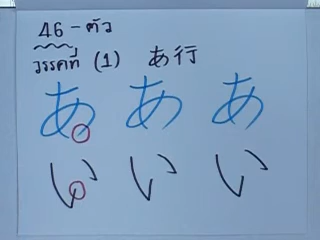 46 - ตัว
วรรคที่ (1) あ行
あ あ あ
い い い